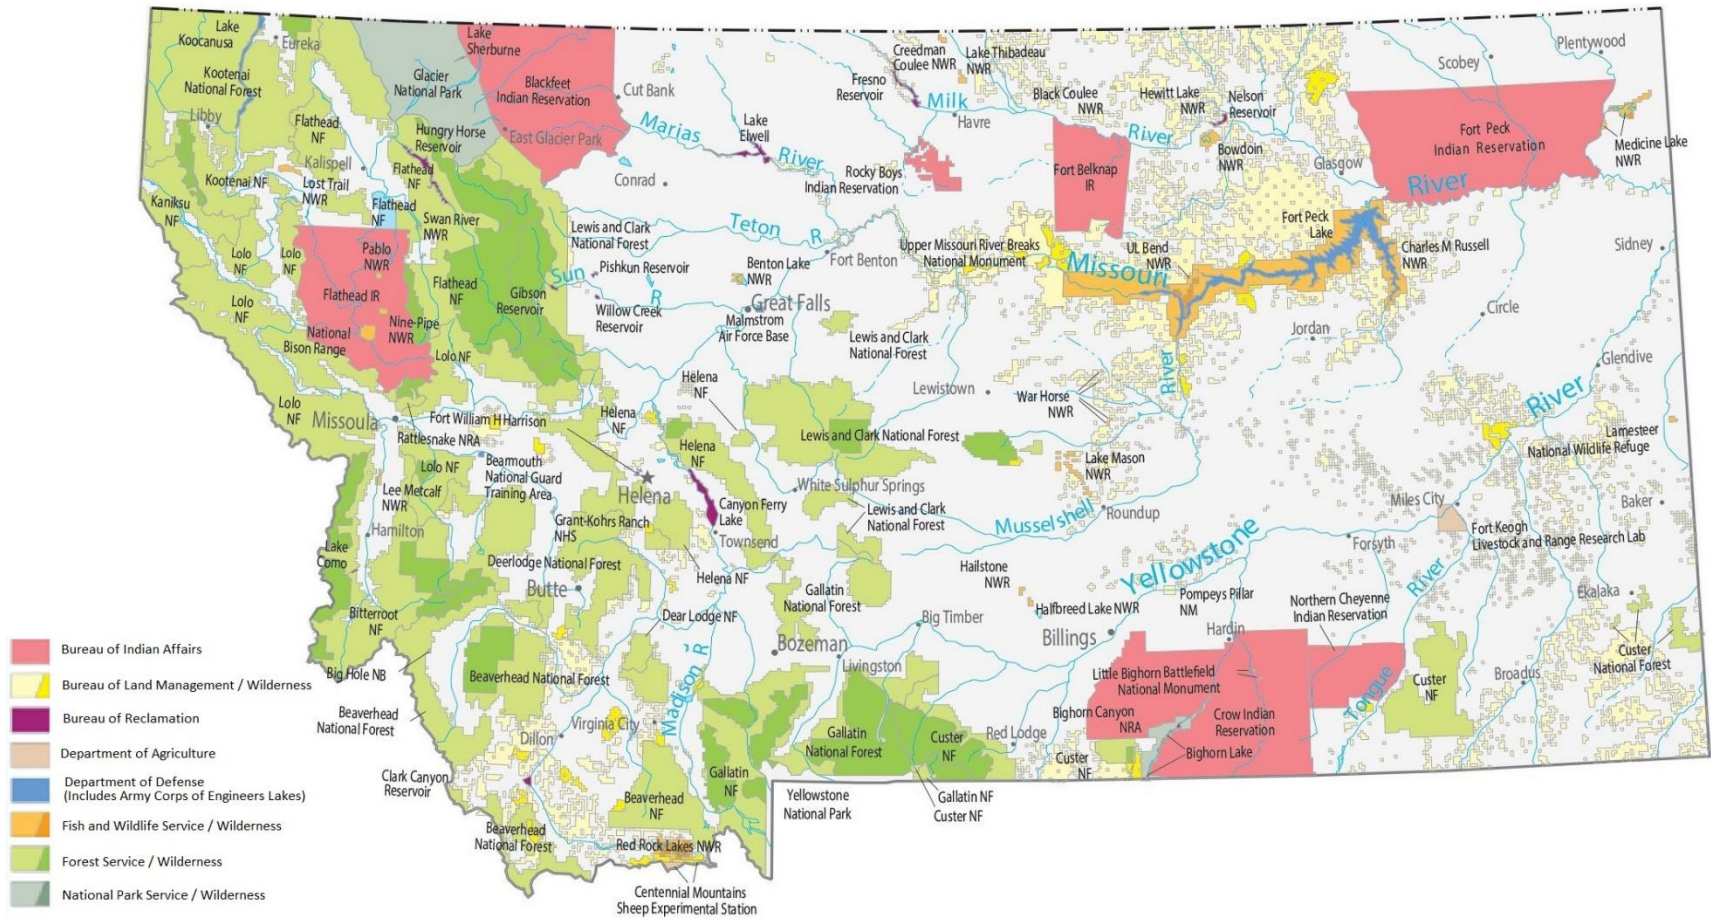 Lake
Koocanusa
Eureka
Kootenai
National Forest
Libby
Flathead
NF
Kalispell
Kootenai NF
Lost Trail
NWR
Kaniksu
NF
Flathead
NF
Glacier
National Park
Lake
Sherburne
Blackfeet
Indian Reservation
Cut Bank
East Glacier Park
Hungry Horse
Reservoir
Flathead
NF
Swan River
NWR
Lolo
NF
Lolo
NF
Pablo
NWR
Flathead IR
Lolo
NF
National
Bison Range
Nine-Pipe
NWR
Flathead
NF
Gibson
Reservoir
Lolo NF
Lolo
NF
Missoula
Marias
River
Lake
Elwell
Conrad
Teton R
Lewis and Clark
National Forest
Sun
R
Pishkun Reservoir
Willow Creek
Reservoir
Benton Lake
NWR
Fort Benton
Great Falls
Malmstrom
Air Force Base
Lewis and Clark
National Forest
Creedman
Coulee NWR
Lake Thibadeau
NWR
Fresno
Reservoir
Milk
River
Havre
Black Coulee
NWR
Hewitt Lake
NWR
Nelson
Reservoir
Bowdoin
NWR
Rocky Boys
Indian Reservation
Fort Belknap
IR
Glasgow
Scobey
Plentywood
Fort Peck
Indian Reservation
Medicine Lake
NWR
River
Fort Peck
Lake
Charles M Russell
NWR
UL Bend
NWR
Upper Missouri River Breaks
National Monument
Missouri
Sidney
Circle
Jordan
Glendive
Lewistown
War Horse
NWR
River
River
Helena
NF
Helena
NF
Fort William H Harrison
Rattlesnake NRA
Lewis and Clark National Forest
Helena
NF
Lolo NF
Bearmouth
National Guard
Training Area
Lee Metcalf
NWR
Helena
Canyon Ferry
Lake
White Sulphur Springs
Lewis and Clark
National Forest
Grant-Kohrs Ranch
NHS
Townsend
Hamilton
Lake
Como
Deerlodge National Forest
Helena NF
Butte
Bitterroot
NF
Lake Mason
NWR
Musselshell
Roundup
Lamesteer
National Wildlife Refuge
Miles City
Baker
Fort Keogh
Livestock and Range Research Lab
Forsyth
Yellowstone
Hailstone
NWR
Halfbreed Lake NWR
Pompeys Pillar
NM
Northern Cheyenne
Indian Reservation
River
Ekalaka
Gallatin
National Forest
Dear Lodge NF
Big Timber
Billings
Hardin
Bozeman
Livingston
Big Hole NB
Beaverhead National Forest
Madison R
Little Bighorn Battlefield
National Monument
Custer
National Forest
Custer
NF
Broadus
Tongue
Beaverhead
National Forest
Virginia City
Dillon
Gallatin
National Forest
Custer
NF
Red Lodge
Bighorn Canyon
NRA
Crow Indian
Reservation
Bighorn Lake
Custer
NF
Clark Canyon
Reservoir
Gallatin
NF
Beaverhead
NF
Yellowstone
National Park
Gallatin NF
Custer NF
Beaverhead
National Forest
Red Rock Lakes NWR
Centennial Mountains
Sheep Experimental Station
Bureau of Indian Affairs
Bureau of Land Management / Wilderness
Bureau of Reclamation
Department of Agriculture
Department of Defense
(Includes Army Corps of Engineers Lakes)
Fish and Wildlife Service / Wilderness
Forest Service / Wilderness
National Park Service / Wilderness